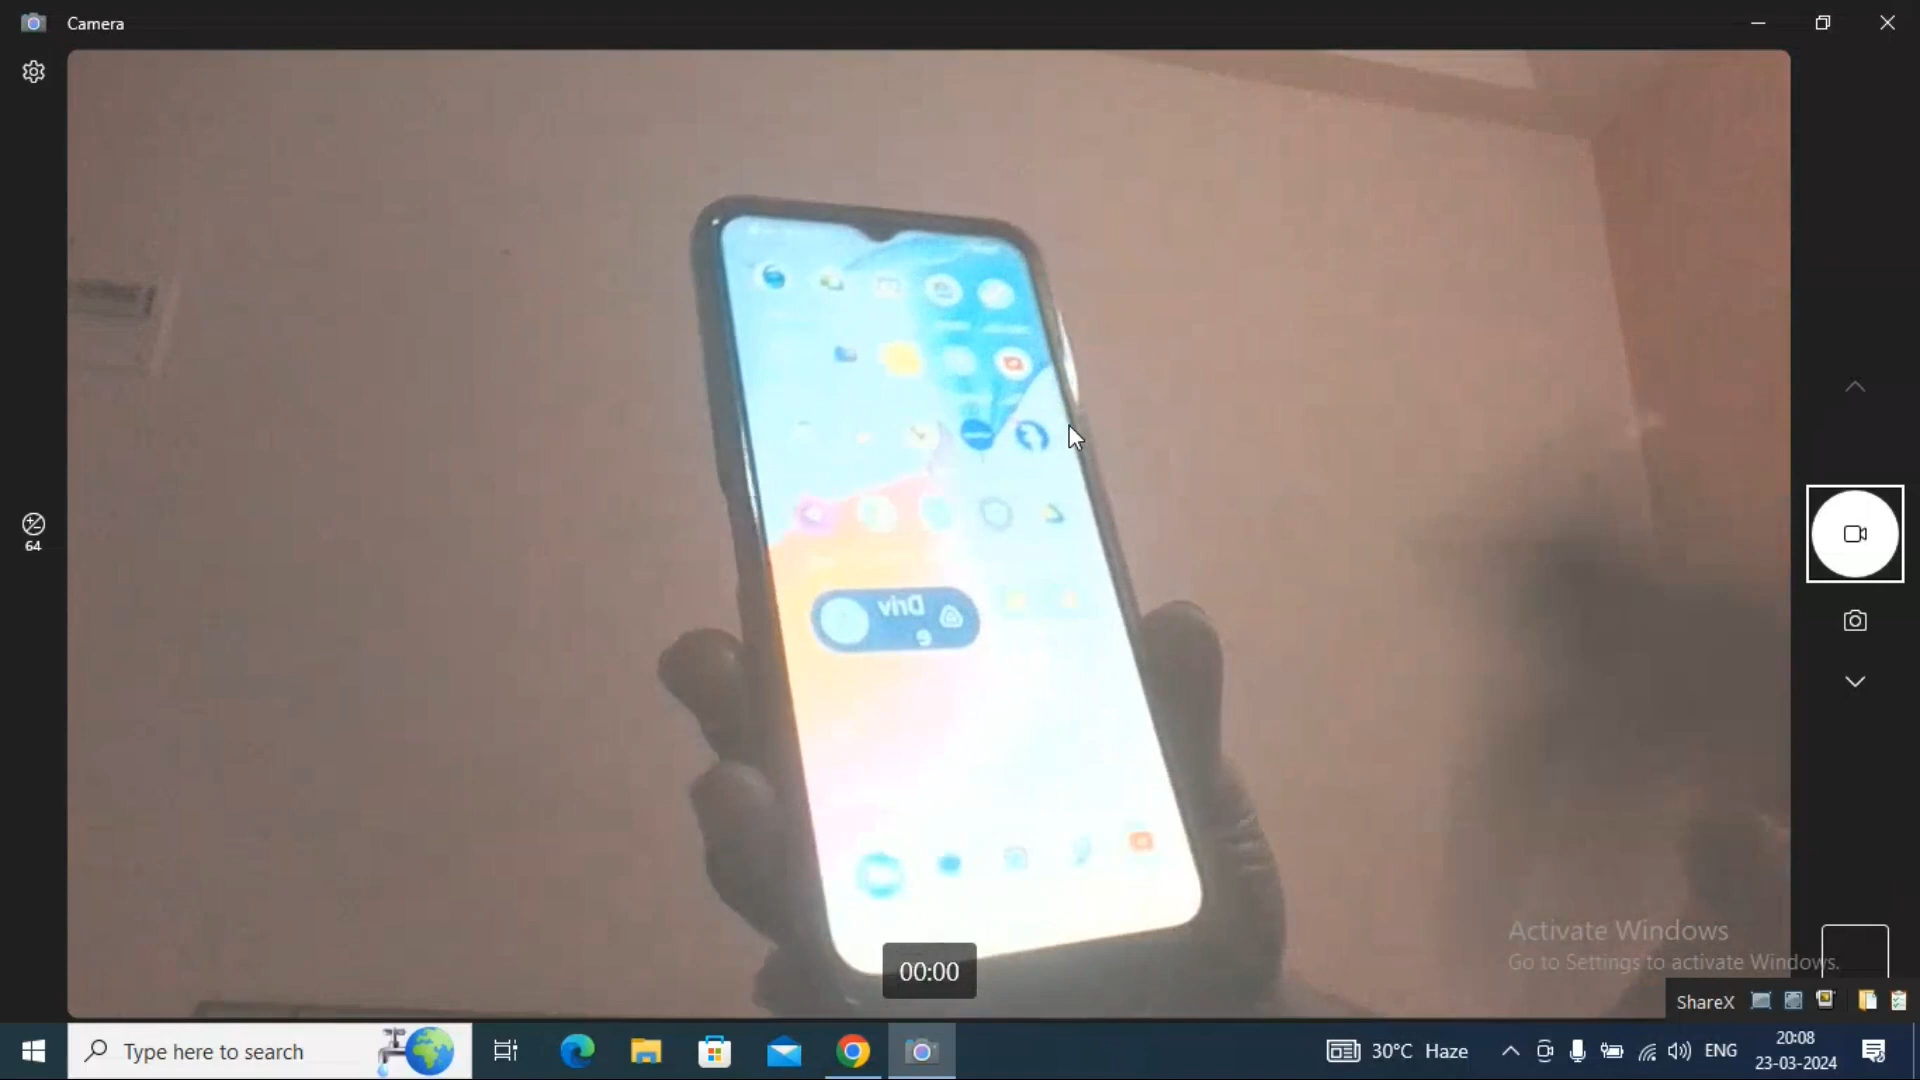 Camera
64
Driv
e
00:00
Activate Windows
Go to Settings to activate Windows.
ShareX
Type here to search
30°C Haze
ENG
20:08
23-03-2024